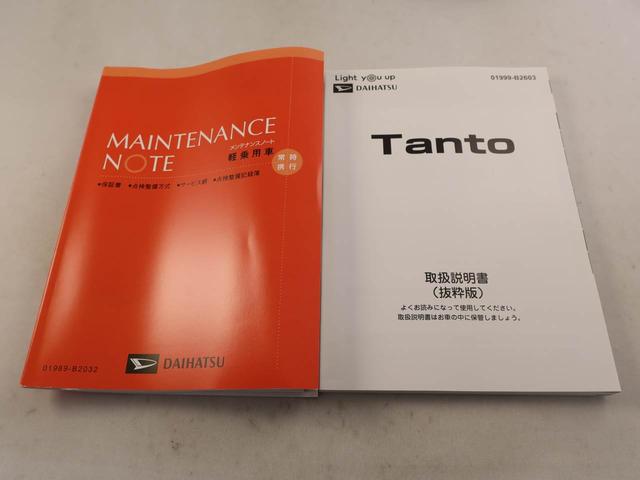 MAINTENANCE
NOTE
メンテナンスノート
軽乗用車
常時
携行
●保証書 ●点検整備方式 ●サービス網 ●点検整備記録簿
DAIHATSU
01989-B2032
Light you up
01999-B2603
DAIHATSU
Tanto
取扱説明書
（抜粋版）
よくお読みになって使用してください。
取扱説明書はお車の中に保管しましょう。